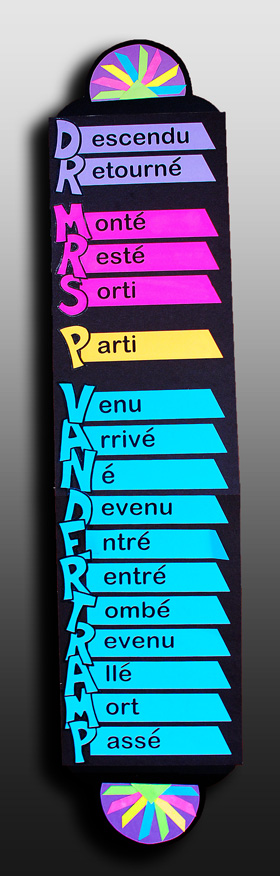 Descendu
Retourné
Monté
Resté
Sorti
Parti
Venu
Arrivé
Né
Devenu
Entré
Rentré
Tombé
Revenu
Allé
Mort
Passé